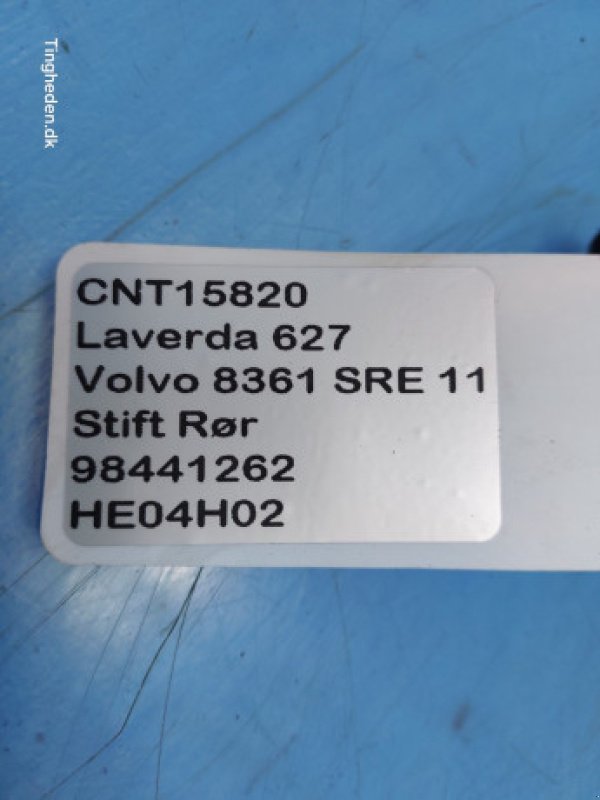 Tingheden.dk
CNT15820
Laverda 627
Volvo 8361 SRE 11
Stift Rør
98441262
HE04H02